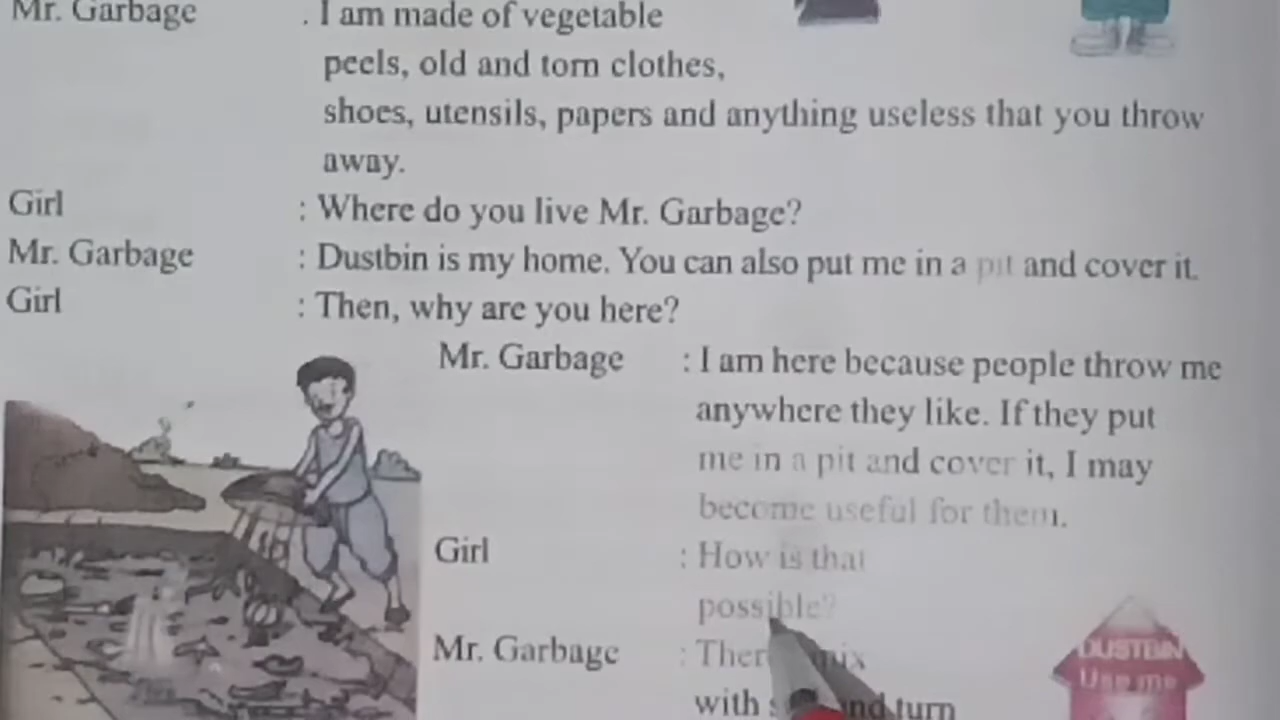 Mr. Garbage : I am made of vegetable
peels, old and torn clothes,
shoes, utensils, papers and anything useless that you throw
away.
Girl : Where do you live Mr. Garbage?
Mr. Garbage : Dustbin is my home. You can also put me in a pit and cover it.
Girl : Then, why are you here?
Mr. Garbage : I am here because people throw me
anywhere they like. If they put
me in a pit and cover it, I may
become useful for them.
Girl : How is that
possible?
Mr. Garbage :
with and turn
DUSTBIN
Use me